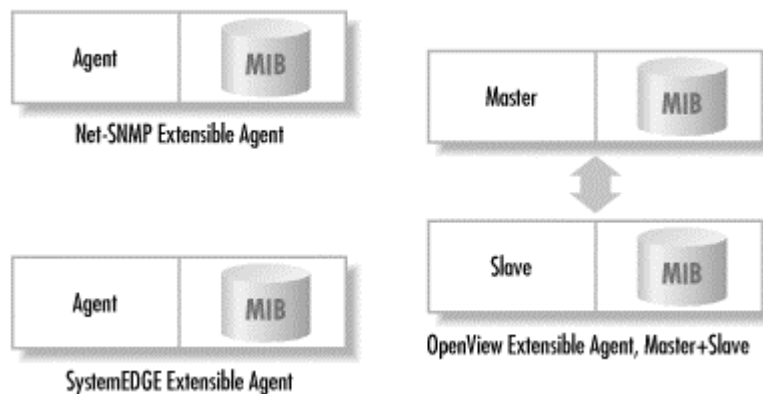 Agent
MIB
Net-SNMP Extensible Agent
Agent
MIB
SystemEDGE Extensible Agent
Master
MIB
Slave
MIB
OpenView Extensible Agent, Master+Slave